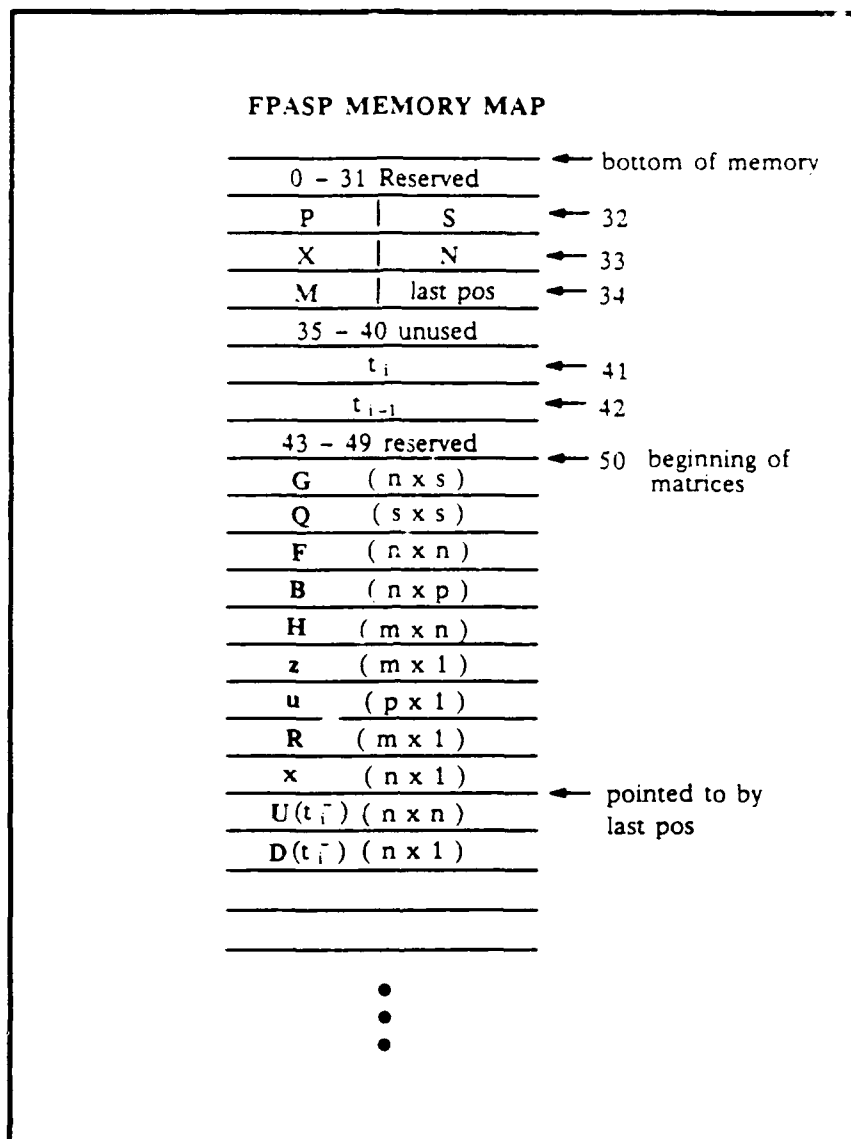 FPASP MEMORY MAP
bottom of memory
0 - 31 Reserved
P | S 32
X | N 33
M | last pos 34
35 - 40 unused
t i 41
t i-1 42
43 - 49 reserved
50 beginning of
matrices
G ( n x s )
Q ( s x s )
F ( n x n )
B ( n x p )
H ( m x n )
z ( m x 1 )
u ( p x 1 )
R ( m x 1 )
x ( n x 1 )
pointed to by
last pos
U(t i -) ( n x n )
D(t i -) ( n x 1 )